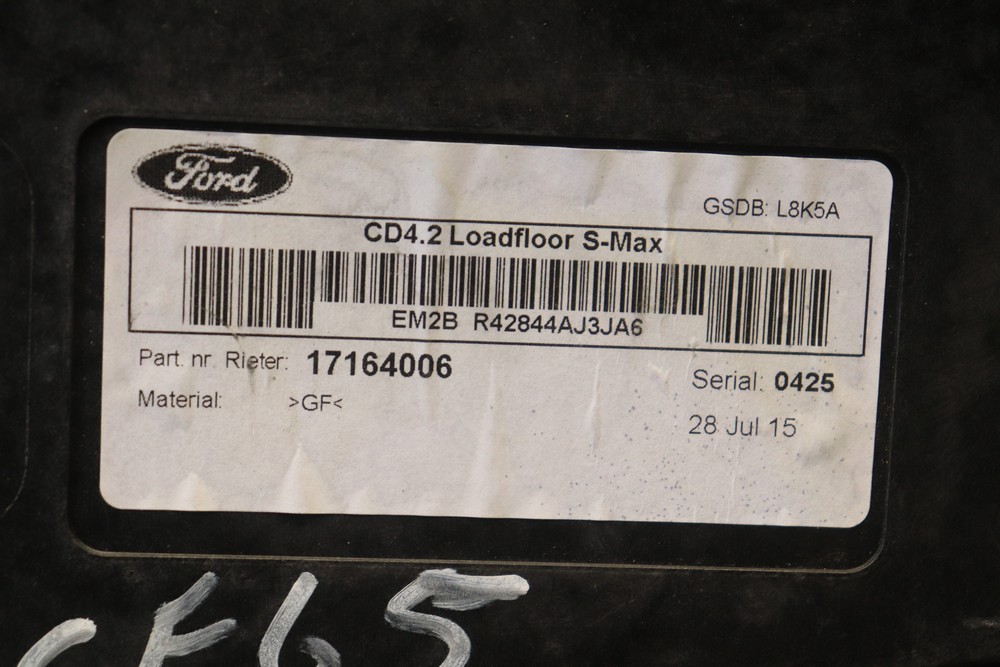 Ford
GSDB: L8K5A
CD4.2 Loadfloor S-Max
EM2B R42844AJ3JA6
Part. nr. Rieter: 17164006
Serial: 0425
Material: >GF<
28 Jul 15